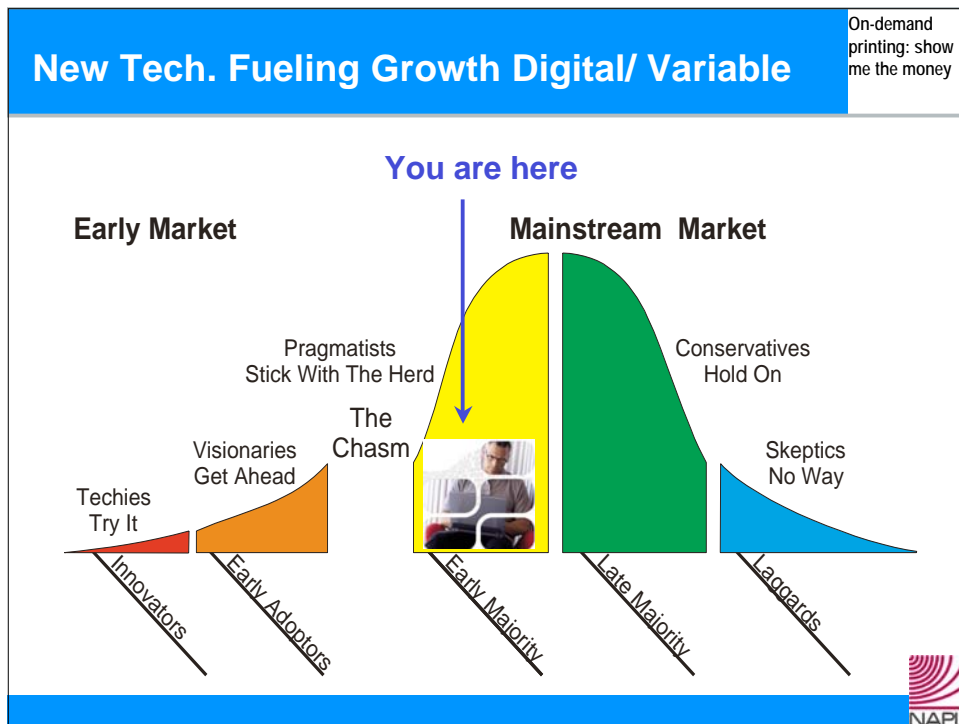 New Tech. Fueling Growth Digital/ Variable
On-demand
printing: show
me the money
You are here
Early Market
Mainstream Market
Pragmatists
Stick With The Herd
Conservatives
Hold On
The
Chasm
Visionaries
Get Ahead
Skeptics
No Way
Techies
Try It
Innovators
Early Adoptors
Early Majority
Late Majority
Laggards